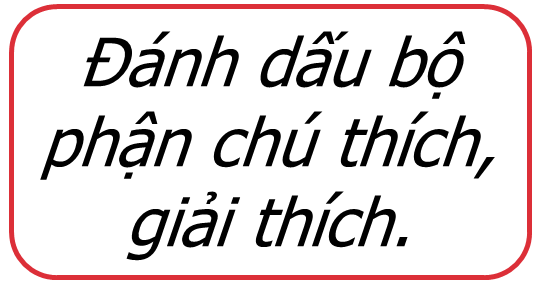 Đánh dấu bộ
phận chú thích,
giải thích.